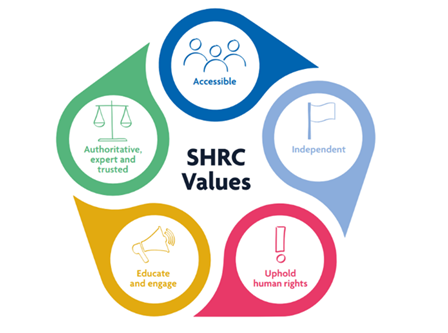 Accessible
Independent
Authoritative,
expert and
trusted
SHRC
Values
Educate
and engage
Uphold
human rights